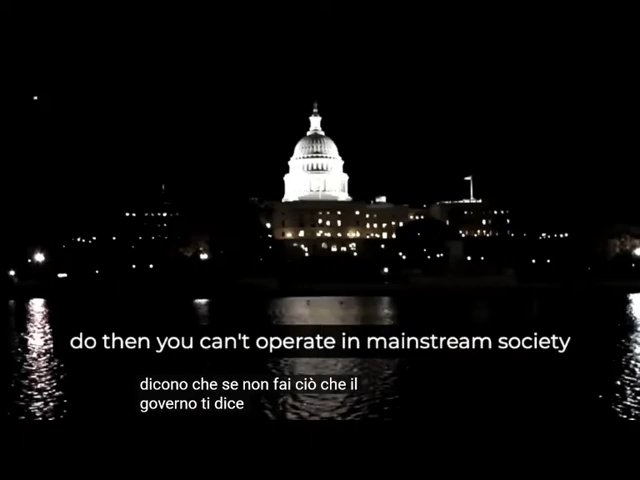 do then you can't operate in mainstream society
dicono che se non fai ciò che il
governo ti dice